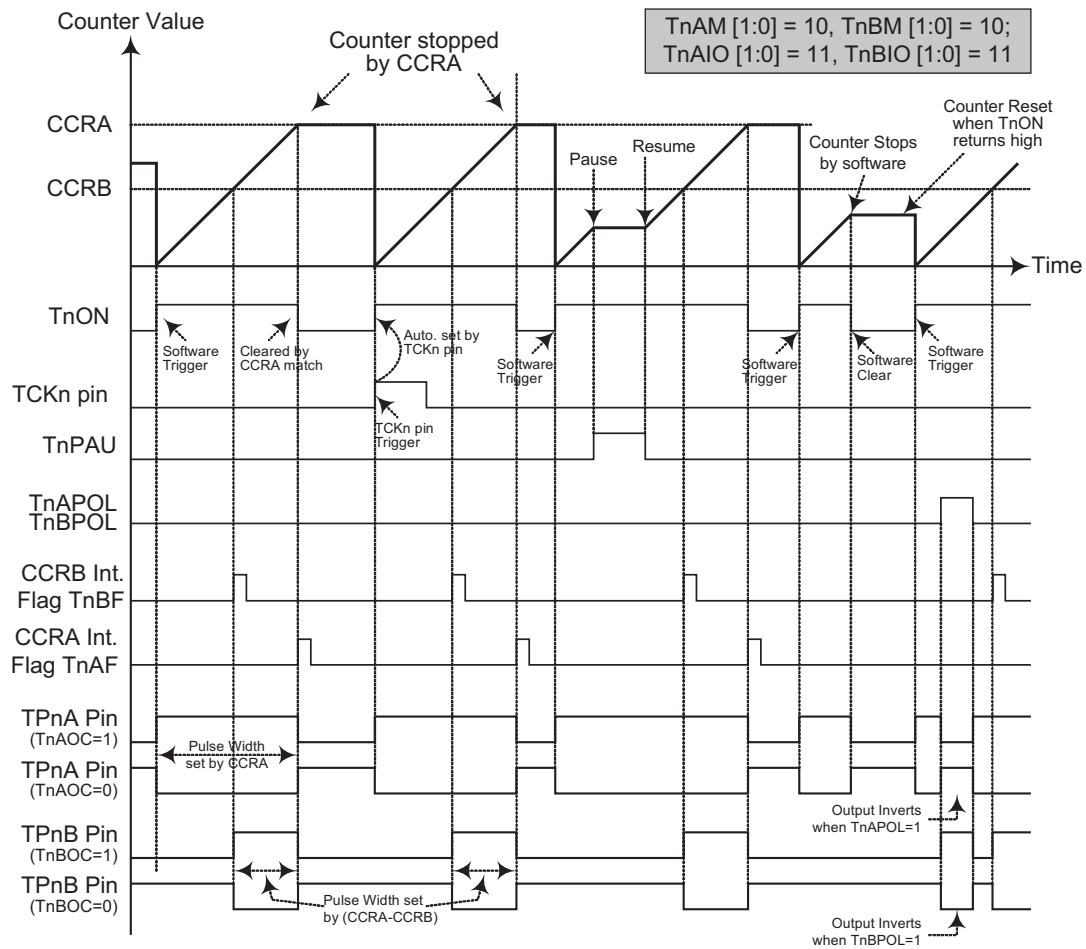 Counter Value
TnAM [1:0] = 10, TnBM [1:0] = 10;
TnAIO [1:0] = 11, TnBIO [1:0] = 11
Counter stopped
by CCRA
Counter Reset
when TnON
returns high
CCRA
Pause
Resume
Counter Stops
by software
CCRB
Time
TnON
Software
Trigger
Cleared by
CCRA match
Auto. set by
TCKn pin
Software
Trigger
Software
Trigger
Software
Clear
Software
Trigger
TCKn pin
TCKn pin
Trigger
TnPAU
TnAPOL
TnBPOL
CCRB Int.
Flag TnBF
CCRA Int.
Flag TnAF
TPnA Pin
(TnAOC=1)
Pulse Width
set by CCRA
TPnA Pin
(TnAOC=0)
Output Inverts
when TnAPOL=1
TPnB Pin
(TnBOC=1)
TPnB Pin
(TnBOC=0)
Pulse Width set
by (CCRA-CCRB)
Output Inverts
when TnBPOL=1